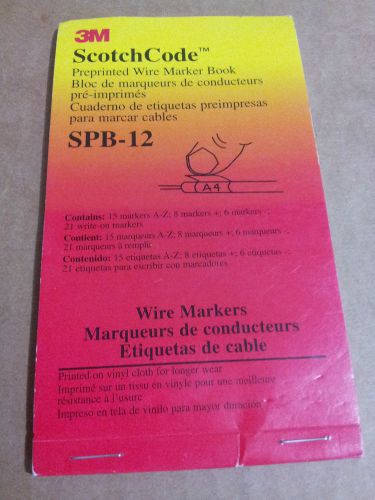 3M
ScotchCode™
Preprinted Wire Marker Book
Bloc de marqueurs de conducteurs
pré-imprimés
Cuaderno de etiquetas preimpresas
para marcar cables
SPB-12
A4
Contains: 15 markers A-Z; 8 markers +; 6 markers -;
21 write-on markers
Contient: 15 marqueurs A-Z; 8 marqueurs +; 6 marqueurs -;
21 marqueurs à remplir
Contenido: 15 etiquetas A-Z; 8 etiquetas +; 6 etiquetas -;
21 etiquetas para escribir con marcadores
Wire Markers
Marqueurs de conducteurs
Etiquetas de cable
Printed on vinyl cloth for longer wear
Imprimé sur un tissu en vinyle pour une meilleure
résistance à l'usure
Impreso en tela de vinilo para mayor duración